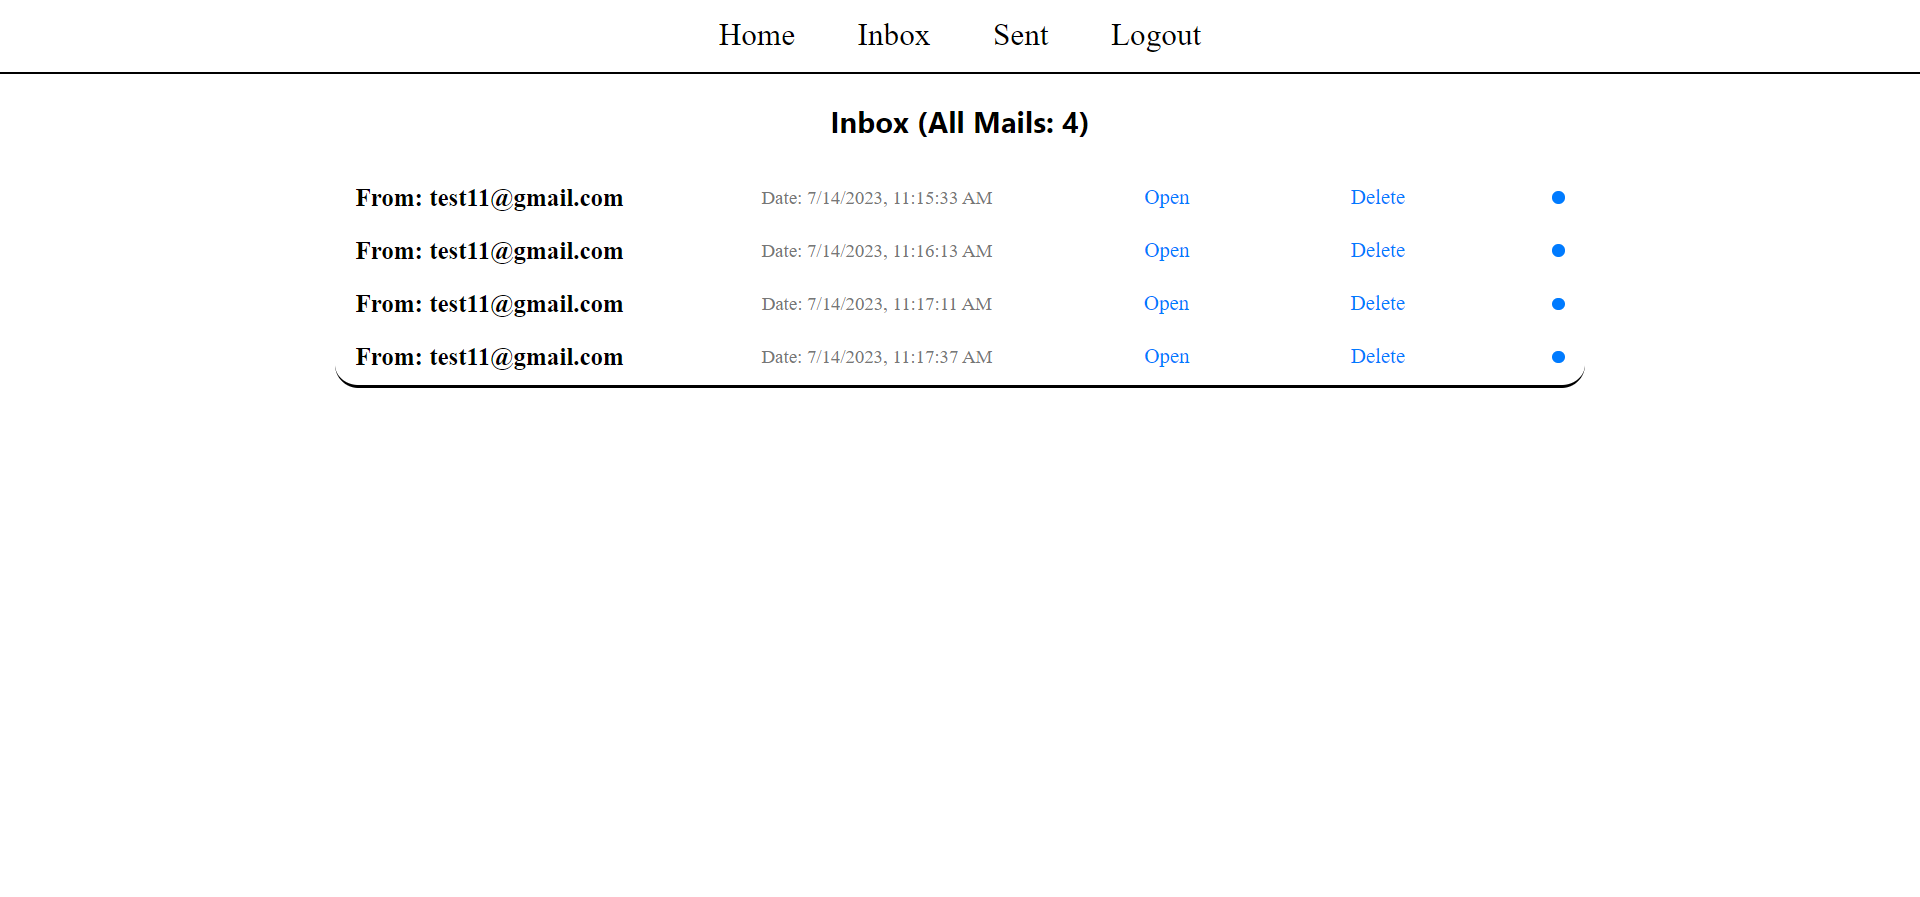 Home Inbox Sent Logout
Inbox (All Mails: 4)
From: test11@gmail.com Date: 7/14/2023, 11:15:33 AM Open Delete
From: test11@gmail.com Date: 7/14/2023, 11:16:13 AM Open Delete
From: test11@gmail.com Date: 7/14/2023, 11:17:11 AM Open Delete
From: test11@gmail.com Date: 7/14/2023, 11:17:37 AM Open Delete